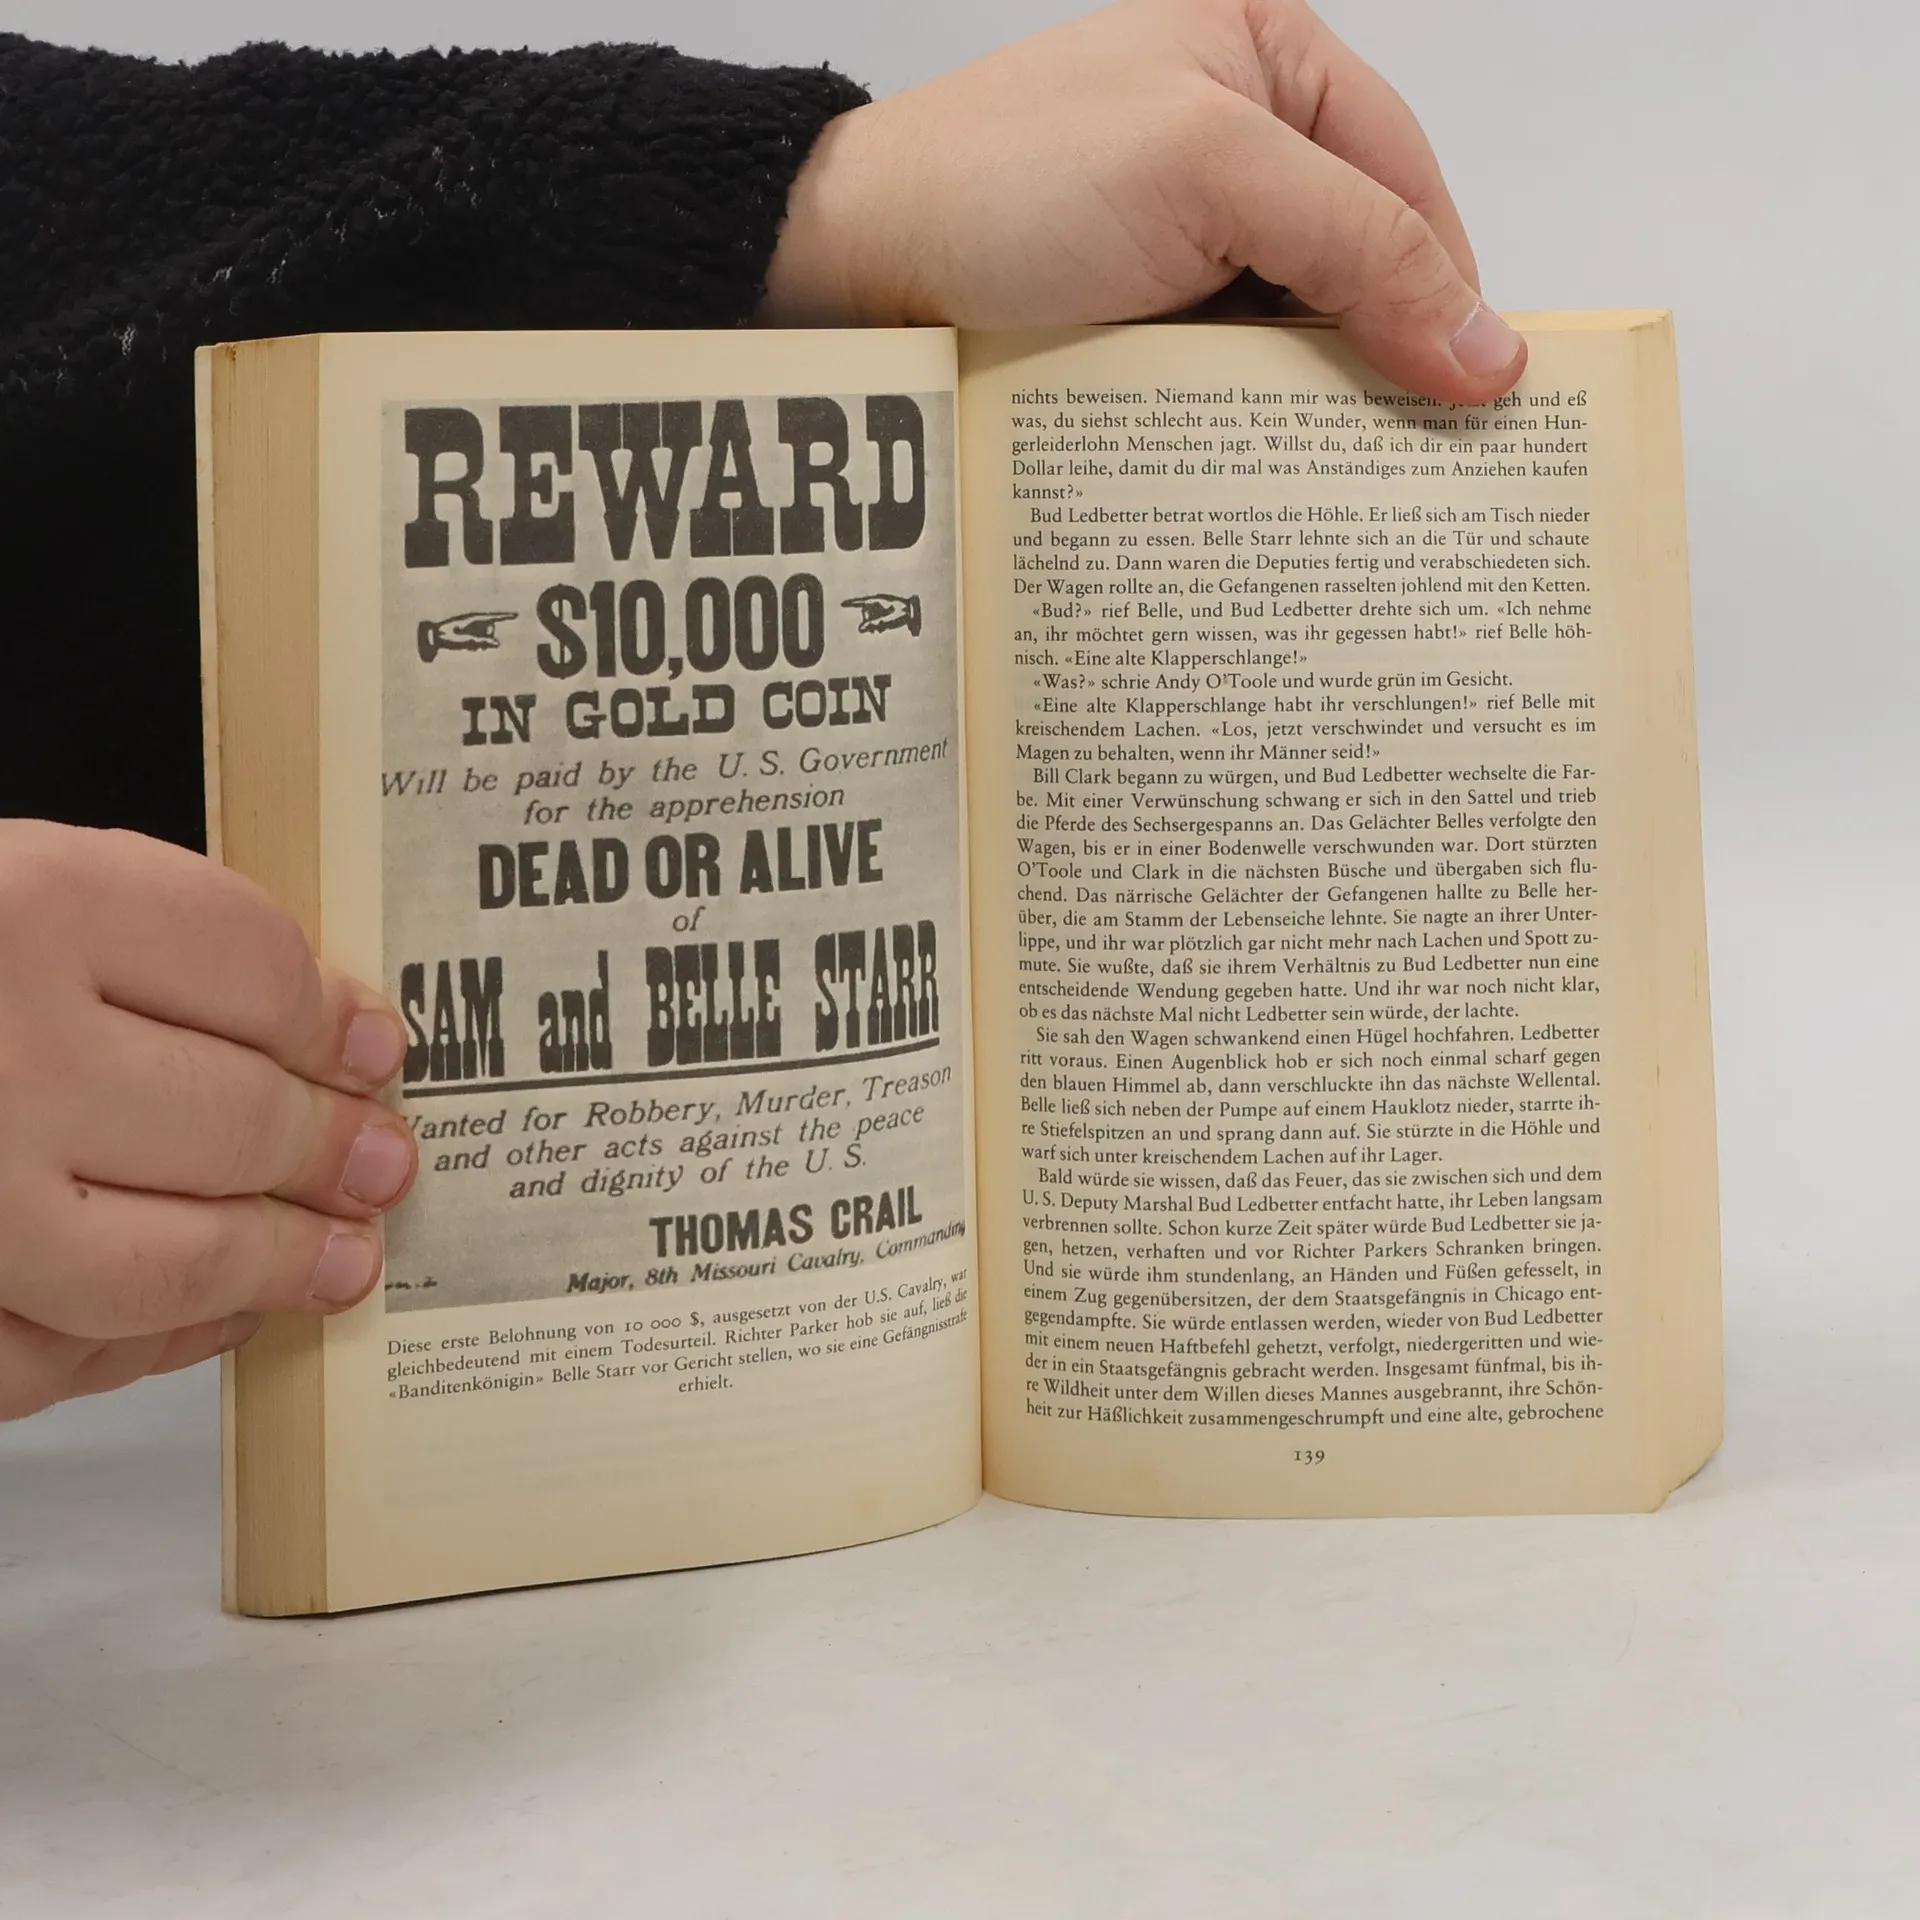 REWARD
$10,000
IN GOLD COIN
Will be paid by the U. S. Government
for the apprehension
DEAD OR ALIVE
of
SAM and BELLE STARR
Wanted for Robbery, Murder, Treason
and other acts against the peace
and dignity of the U. S.
THOMAS CRAIL
Major, 8th Missouri Cavalry, Commanding
Diese erste Belohnung von 10 000 $, ausgesetzt von der U.S. Cavalry, war
gleichbedeutend mit einem Todesurteil. Richter Parker hob sie auf, ließ die
«Banditenkönigin» Belle Starr vor Gericht stellen, wo sie eine Gefängnisstrafe
erhielt.
nichts beweisen. Niemand kann mir was beweisen. geh und eß
was, du siehst schlecht aus. Kein Wunder, wenn man für einen Hun-
gerleiderlohn Menschen jagt. Willst du, daß ich dir ein paar hundert
Dollar leihe, damit du dir mal was Anständiges zum Anziehen kaufen
kannst?»
Bud Ledbetter betrat wortlos die Höhle. Er ließ sich am Tisch nieder
und begann zu essen. Belle Starr lehnte sich an die Tür und schaute
lächelnd zu. Dann waren die Deputies fertig und verabschiedeten sich.
Der Wagen rollte an, die Gefangenen rasselten johlend mit den Ketten.
«Bud?» rief Belle, und Bud Ledbetter drehte sich um. «Ich nehme
an, ihr möchtet gern wissen, was ihr gegessen habt!» rief Belle höh-
nisch. «Eine alte Klapperschlange!»
«Was?» schrie Andy O'Toole und wurde grün im Gesicht.
«Eine alte Klapperschlange habt ihr verschlungen!» rief Belle mit
kreischendem Lachen. «Los, jetzt verschwindet und versucht es im
Magen zu behalten, wenn ihr Männer seid!»
Bill Clark begann zu würgen, und Bud Ledbetter wechselte die Far-
be. Mit einer Verwünschung schwang er sich in den Sattel und trieb
die Pferde des Sechsergespanns an. Das Gelächter Belles verfolgte den
Wagen, bis er in einer Bodenwelle verschwunden war. Dort stürzten
O'Toole und Clark in die nächsten Büsche und übergaben sich flu-
chend. Das närrische Gelächter der Gefangenen hallte zu Belle her-
über, die am Stamm der Lebenseiche lehnte. Sie nagte an ihrer Unter-
lippe, und ihr war plötzlich gar nicht mehr nach Lachen und Spott zu-
mute. Sie wußte, daß sie ihrem Verhältnis zu Bud Ledbetter nun eine
entscheidende Wendung gegeben hatte. Und ihr war noch nicht klar,
ob es das nächste Mal nicht Ledbetter sein würde, der lachte.
Sie sah den Wagen schwankend einen Hügel hochfahren. Ledbetter
ritt voraus. Einen Augenblick hob er sich noch einmal scharf gegen
den blauen Himmel ab, dann verschluckte ihn das nächste Wellental.
Belle ließ sich neben der Pumpe auf einem Hauklotz nieder, starrte ih-
re Stiefelspitzen an und sprang dann auf. Sie stürzte in die Höhle und
warf sich unter kreischendem Lachen auf ihr Lager.
Bald würde sie wissen, daß das Feuer, das sie zwischen sich und dem
U. S. Deputy Marshal Bud Ledbetter entfacht hatte, ihr Leben langsam
verbrennen sollte. Schon kurze Zeit später würde Bud Ledbetter sie ja-
gen, hetzen, verhaften und vor Richter Parkers Schranken bringen.
Und sie würde ihm stundenlang, an Händen und Füßen gefesselt, in
einem Zug gegenübersitzen, der dem Staatsgefängnis in Chicago ent-
gegendampfte. Sie würde entlassen werden, wieder von Bud Ledbetter
mit einem neuen Haftbefehl gehetzt, verfolgt, niedergeritten und wie-
der in ein Staatsgefängnis gebracht werden. Insgesamt fünfmal, bis ih-
re Wildheit unter dem Willen dieses Mannes ausgebrannt, ihre Schön-
heit zur Häßlichkeit zusammengeschrumpft und eine alte, gebrochene
139